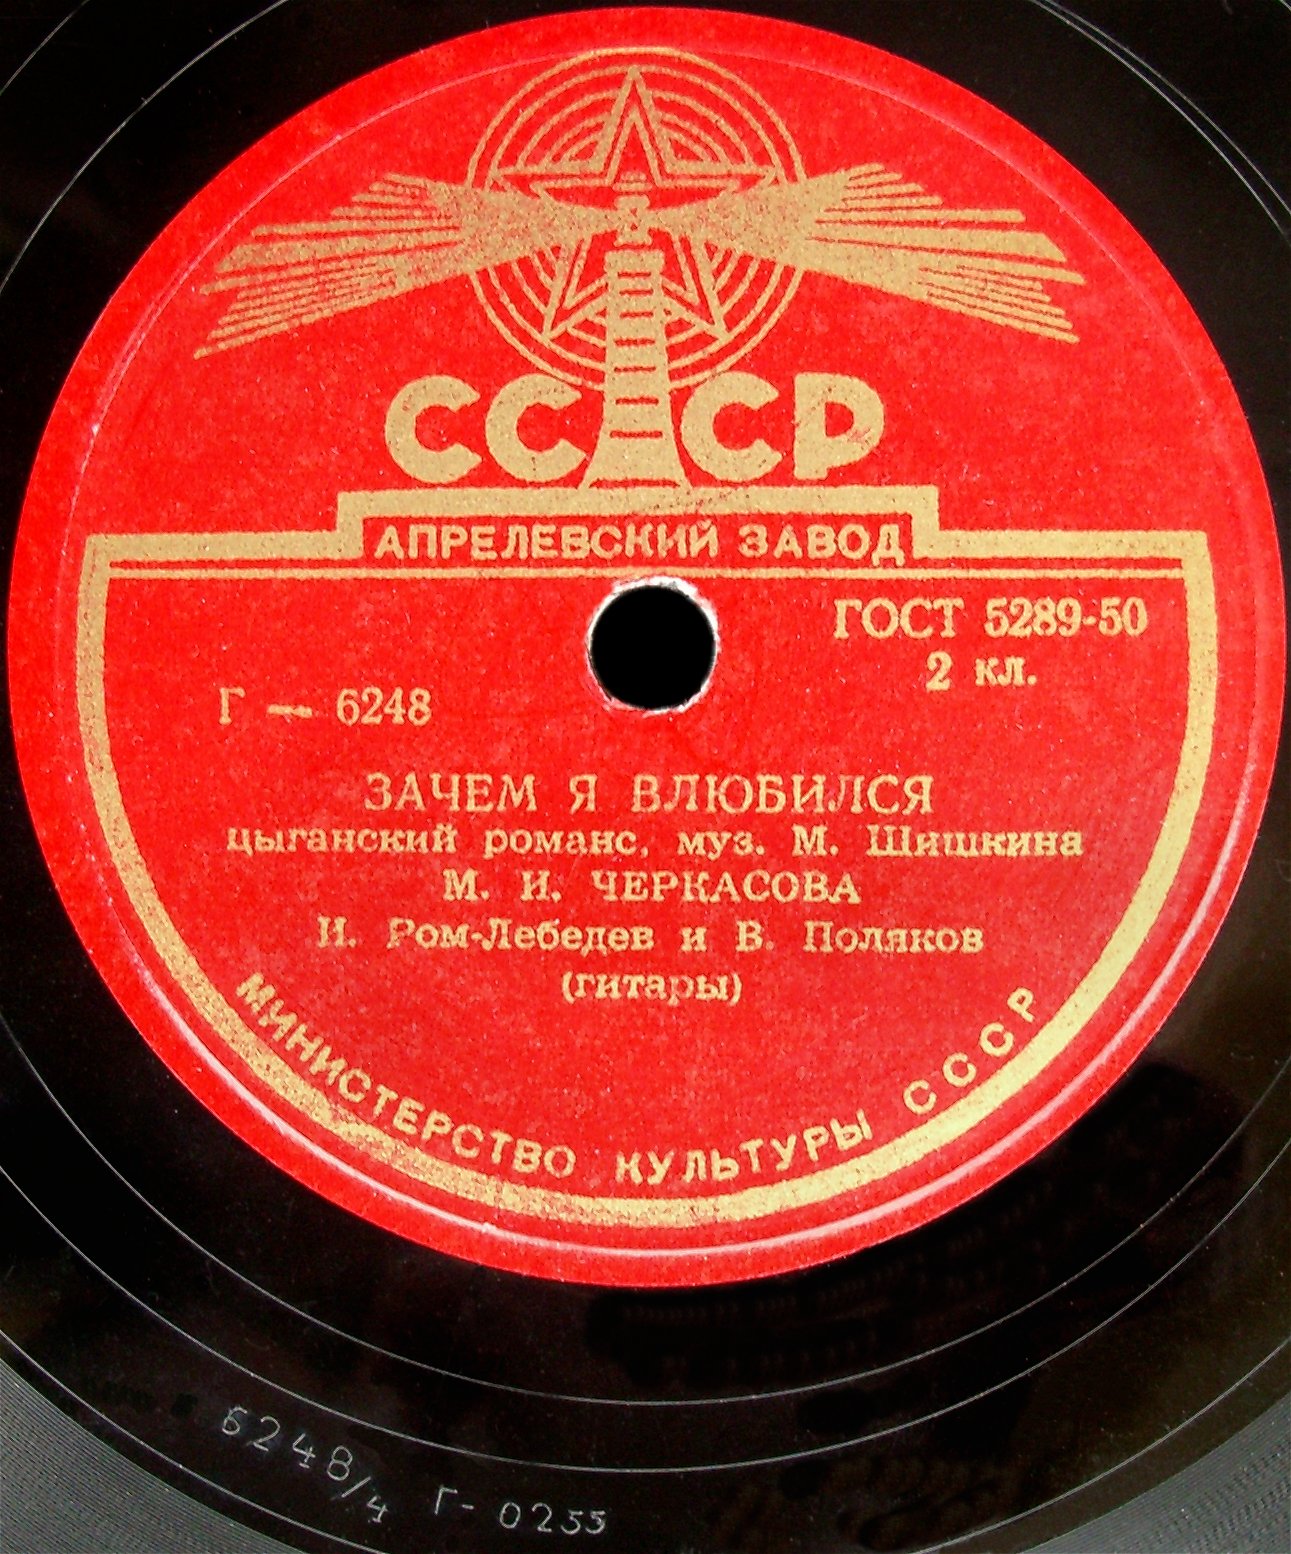 СССР
АПРЕЛЕВСКИЙ ЗАВОД
ГОСТ 5289-50
2 кл.
Г — 6248
ЗАЧЕМ Я ВЛЮБИЛСЯ
цыганский романс, муз. М. Шишкина
М. И. ЧЕРКАСОВА
И. Ром-Лебедев и В. Поляков
(гитары)
МИНИСТЕРСТВО КУЛЬТУРЫ СССР
6248/4 Г- 0255